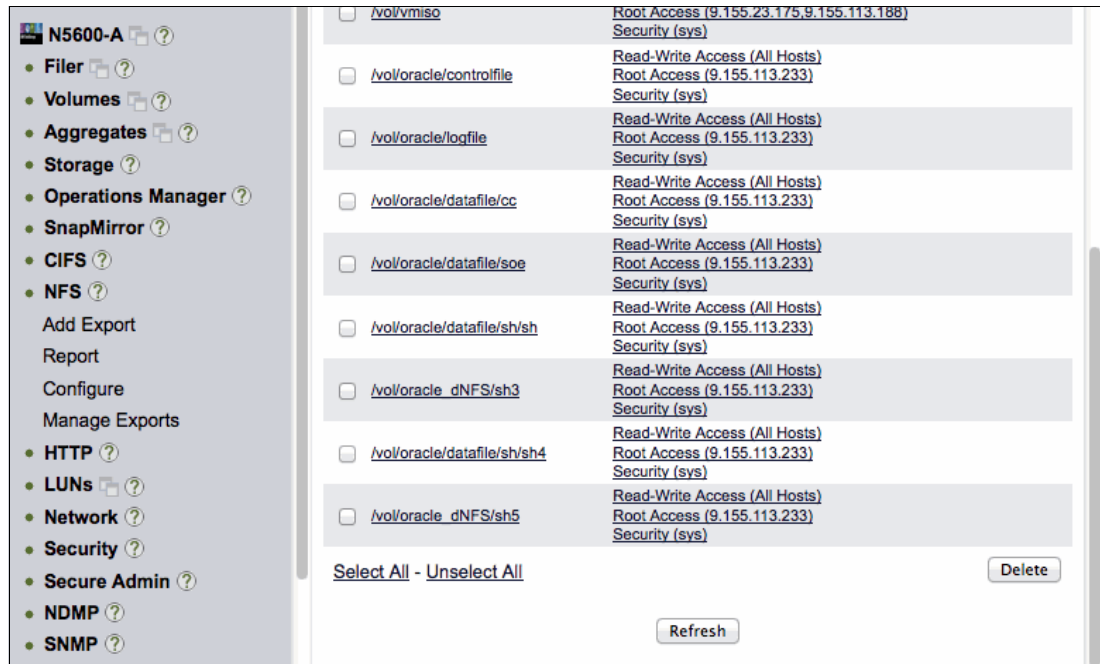 N5600-A
Filer
Volumes
Aggregates
Storage
Operations Manager
SnapMirror
CIFS
NFS
Add Export
Report
Configure
Manage Exports
HTTP
LUNs
Network
Security
Secure Admin
NDMP
SNMP
/vol/vmiso
Root Access (9.155.23.175,9.155.113.188)
Security (sys)
/vol/oracle/controlfile
Read-Write Access (All Hosts)
Root Access (9.155.113.233)
Security (sys)
/vol/oracle/logfile
Read-Write Access (All Hosts)
Root Access (9.155.113.233)
Security (sys)
/vol/oracle/datafile/cc
Read-Write Access (All Hosts)
Root Access (9.155.113.233)
Security (sys)
/vol/oracle/datafile/soe
Read-Write Access (All Hosts)
Root Access (9.155.113.233)
Security (sys)
/vol/oracle/datafile/sh/sh
Read-Write Access (All Hosts)
Root Access (9.155.113.233)
Security (sys)
/vol/oracle_dNFS/sh3
Read-Write Access (All Hosts)
Root Access (9.155.113.233)
Security (sys)
/vol/oracle/datafile/sh/sh4
Read-Write Access (All Hosts)
Root Access (9.155.113.233)
Security (sys)
/vol/oracle_dNFS/sh5
Read-Write Access (All Hosts)
Root Access (9.155.113.233)
Security (sys)
Select All - Unselect All
Delete
Refresh